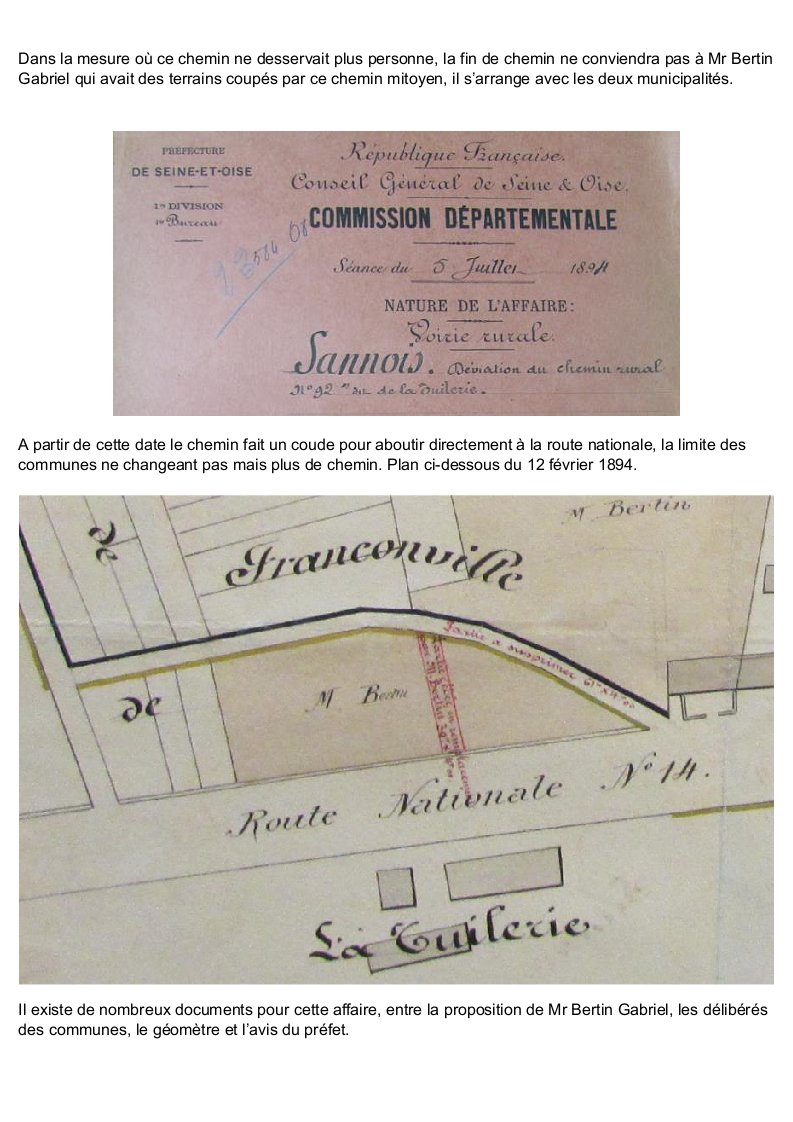 Dans la mesure où ce chemin ne desservait plus personne, la fin de chemin ne conviendra pas à Mr Bertin
Gabriel qui avait des terrains coupés par ce chemin mitoyen, il s’arrange avec les deux municipalités.
PRÉFECTURE
DE SEINE-ET-OISE
DIVISION
Bureau
République Française.
Conseil Général de Seine & Oise.
COMMISSION DÉPARTEMENTALE
Séance du 5 Juillet 1894
NATURE DE L'AFFAIRE:
Voirie rurale.
Sannois. Déviation du chemin rural
N° 92 dit de la Tuilerie.
A partir de cette date le chemin fait un coude pour aboutir directement à la route nationale, la limite des
communes ne changeant pas mais plus de chemin. Plan ci-dessous du 12 février 1894.
de
Franconville
M Bertin
Partie à supprimer
de
M Bertin
Route Nationale N° 14.
La Tuilerie
Il existe de nombreux documents pour cette affaire, entre la proposition de Mr Bertin Gabriel, les délibérés
des communes, le géomètre et l’avis du préfet.